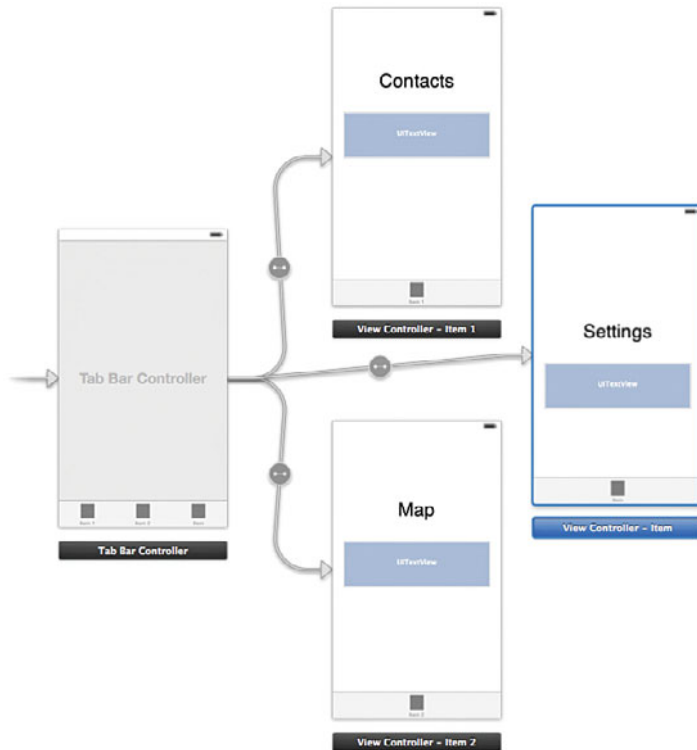 Contacts
UITextView
Item 1
View Controller – Item 1
Settings
UITextView
Item
View Controller – Item
Tab Bar Controller
Item 1 Item 2 Item
Tab Bar Controller
Map
UITextView
Item 2
View Controller – Item 2